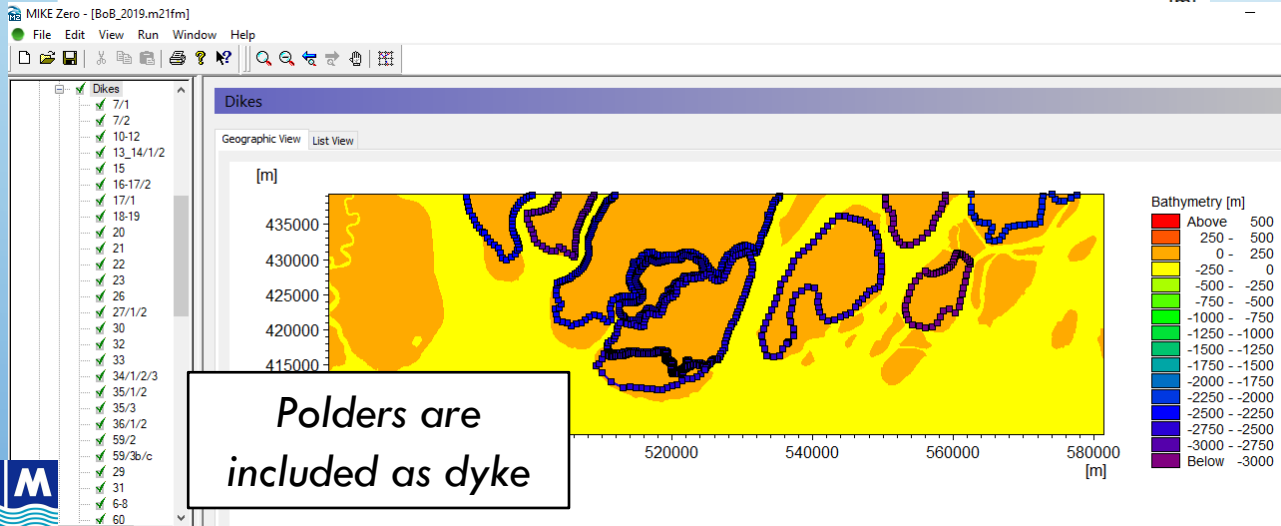 MIKE Zero - [BoB_2019.m21fm]
File Edit View Run Window Help
Dikes
7/1
7/2
10-12
13_14/1/2
15
16-17/2
17/1
18-19
20
21
22
23
26
27/1/2
30
32
33
34/1/2/3
35/1/2
35/3
36/1/2
59/2
59/3b/c
29
31
6-8
60
Dikes
Geographic View List View
[m]
435000
430000
425000
420000
415000
520000 540000 560000 580000
[m]
Bathymetry [m]
Above 500
250 - 500
0 - 250
-250 - 0
-500 - -250
-750 - -500
-1000 - -750
-1250 - -1000
-1500 - -1250
-1750 - -1500
-2000 - -1750
-2250 - -2000
-2500 - -2250
-2750 - -2500
-3000 - -2750
Below -3000
Polders are
included as dyke
M